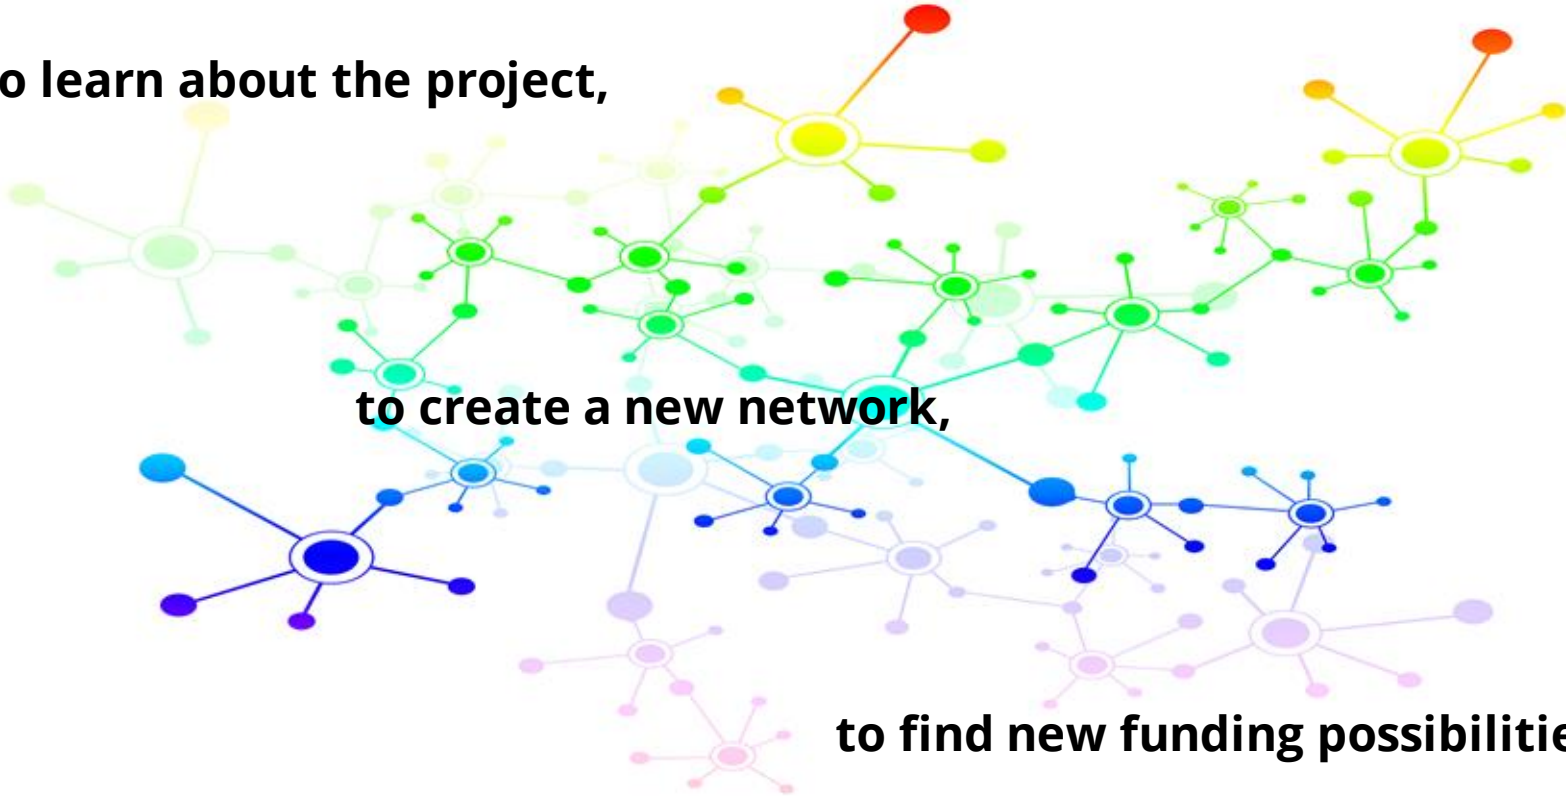 o learn about the project,
to create a new network,
to find new funding possibilitie